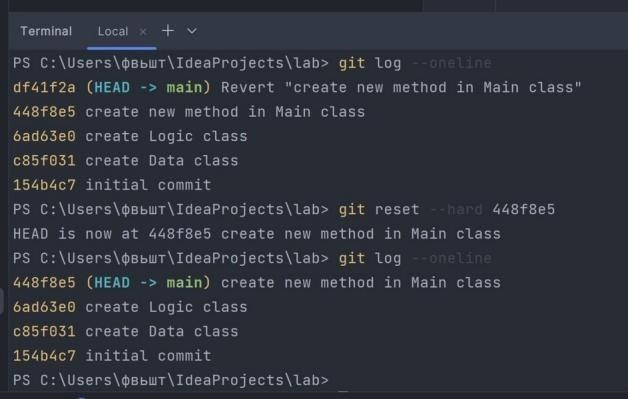 Terminal Local × +
PS C:\Users\фвьшт\IdeaProjects\lab> git log --oneline
df41f2a (HEAD -> main) Revert "create new method in Main class"
448f8e5 create new method in Main class
6ad63e0 create Logic class
c85f031 create Data class
154b4c7 initial commit
PS C:\Users\фвьшт\IdeaProjects\lab> git reset --hard 448f8e5
HEAD is now at 448f8e5 create new method in Main class
PS C:\Users\фвьшт\IdeaProjects\lab> git log --oneline
448f8e5 (HEAD -> main) create new method in Main class
6ad63e0 create Logic class
c85f031 create Data class
154b4c7 initial commit
PS C:\Users\фвьшт\IdeaProjects\lab>